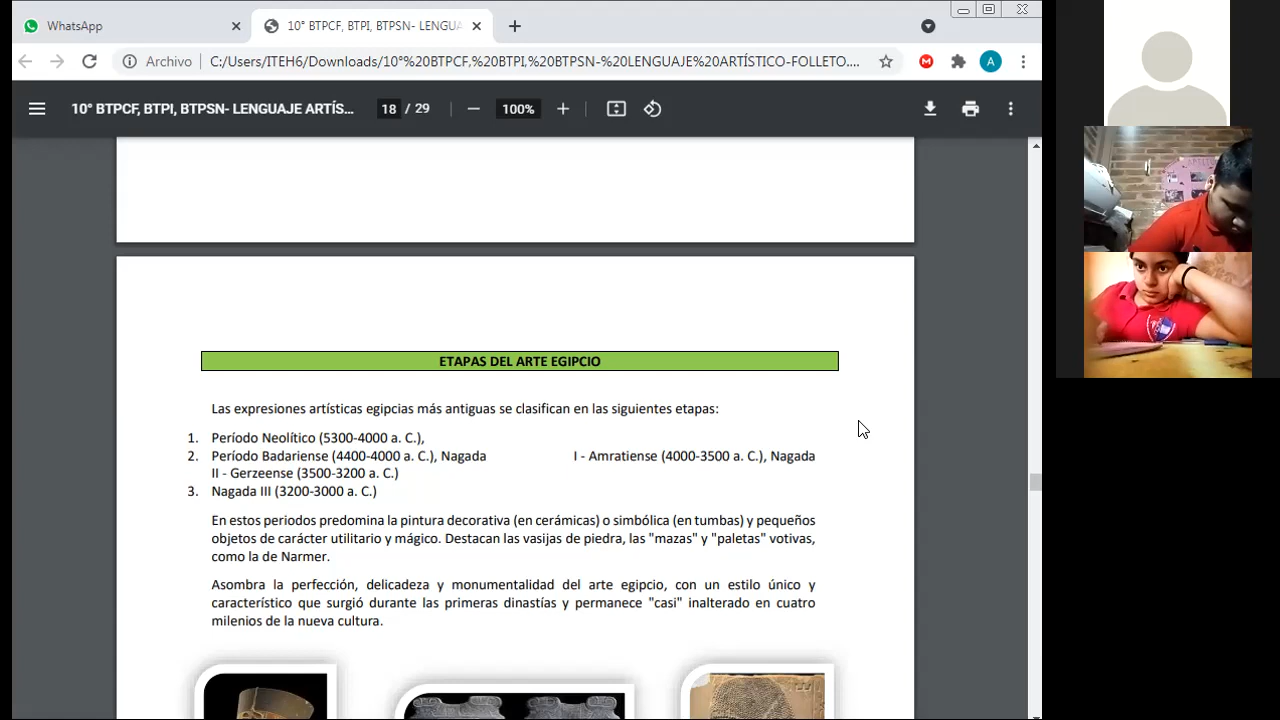 WhatsApp
10° BTPCF, BTPI, BTPSN- LENGUA
Archivo
C:/Users/ITEH6/Downloads/10°%20BTPCF,%20BTPI,%20BTPSN-%20LENGUAJE%20ARTÍSTICO-FOLLETO....
M
A
10° BTPCF, BTPI, BTPSN- LENGUAJE ARTÍS...
18 / 29
100%
ETAPAS DEL ARTE EGIPCIO
Las expresiones artísticas egipcias más antiguas se clasifican en las siguientes etapas:
1. Período Neolítico (5300-4000 a. C.),
2. Período Badariense (4400-4000 a. C.), Nagada I - Amratiense (4000-3500 a. C.), Nagada
II - Gerzeense (3500-3200 a. C.)
3. Nagada III (3200-3000 a. C.)
En estos periodos predomina la pintura decorativa (en cerámicas) o simbólica (en tumbas) y pequeños
objetos de carácter utilitario y mágico. Destacan las vasijas de piedra, las "mazas" y "paletas" votivas,
como la de Narmer.
Asombra la perfección, delicadeza y monumentalidad del arte egipcio, con un estilo único y
característico que surgió durante las primeras dinastías y permanece "casi" inalterado en cuatro
milenios de la nueva cultura.